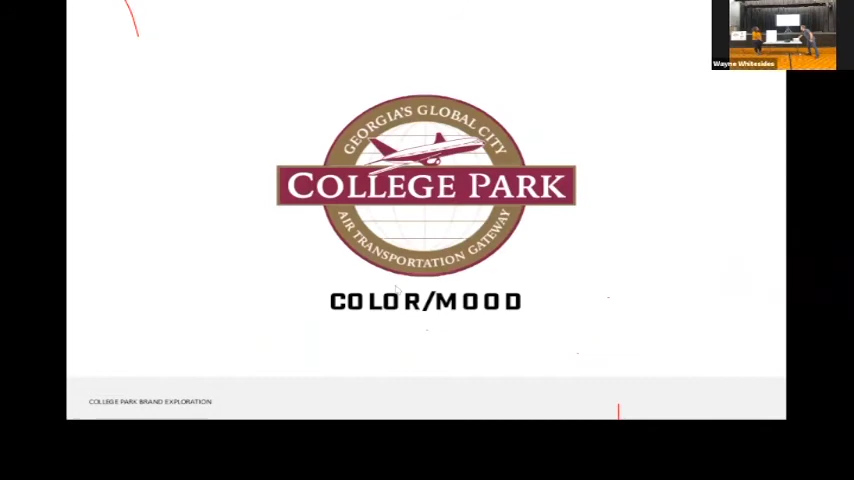 Wayne Whitesides
GEORGIA'S GLOBAL CITY
COLLEGE PARK
AIR TRANSPORTATION GATEWAY
COLOR/MOOD
COLLEGE PARK BRAND EXPLORATION